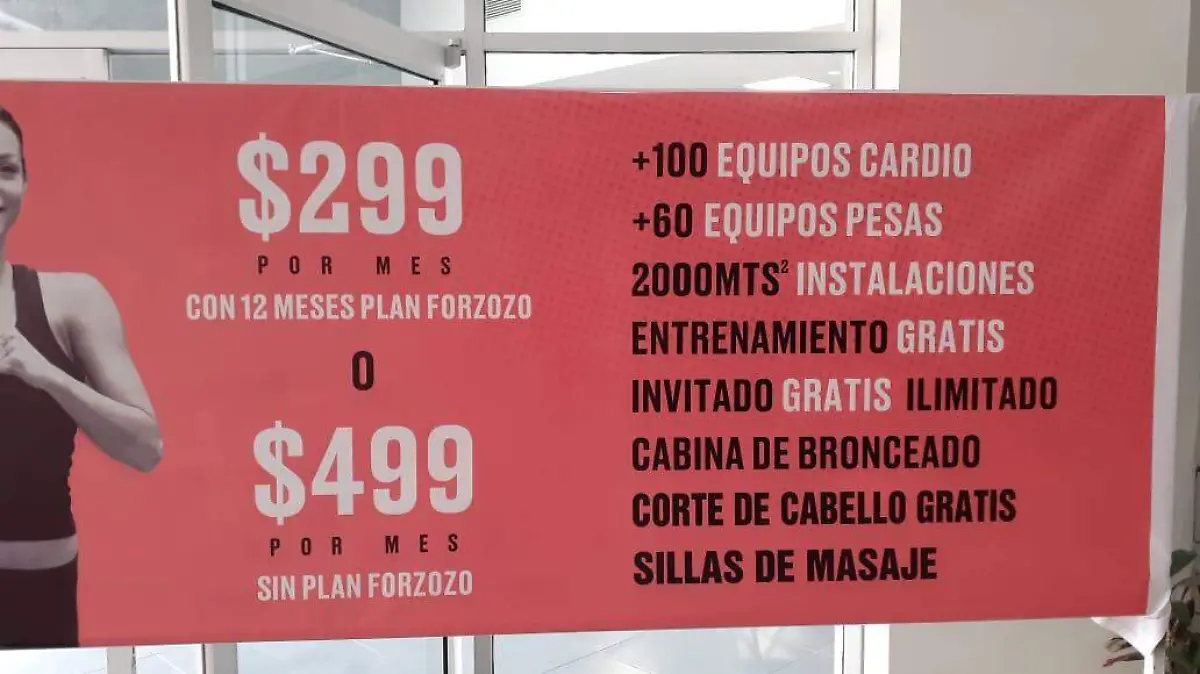 $299
POR MES
CON 12 MESES PLAN FORZOZO
O
$499
POR MES
SIN PLAN FORZOZO
+100 EQUIPOS CARDIO
+60 EQUIPOS PESAS
2000MTS² INSTALACIONES
ENTRENAMIENTO GRATIS
INVITADO GRATIS ILIMITADO
CABINA DE BRONCEADO
CORTE DE CABELLO GRATIS
SILLAS DE MASAJE